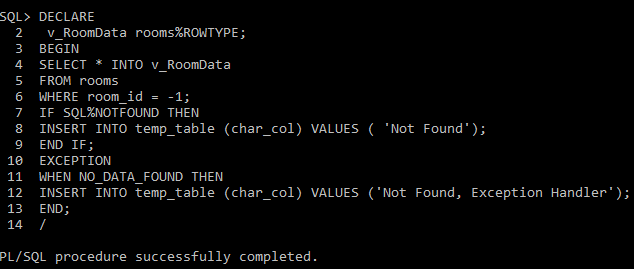 SQL> DECLARE
  2   v_RoomData rooms%ROWTYPE;
  3  BEGIN
  4  SELECT * INTO v_RoomData
  5  FROM rooms
  6  WHERE room_id = -1;
  7  IF SQL%NOTFOUND THEN
  8  INSERT INTO temp_table (char_col) VALUES ( 'Not Found');
  9  END IF;
 10  EXCEPTION
 11  WHEN NO_DATA_FOUND THEN
 12  INSERT INTO temp_table (char_col) VALUES ('Not Found, Exception Handler');
 13  END;
 14  /
PL/SQL procedure successfully completed.